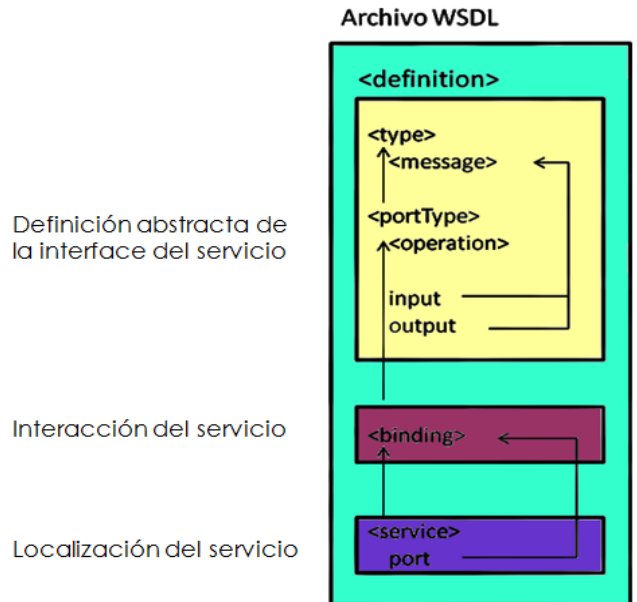 Archivo WSDL
<definition>
<type>
<message>
Definición abstracta de
la interface del servicio
<portType>
<operation>
input
output
Interacción del servicio
<binding>
Localización del servicio
<service>
port